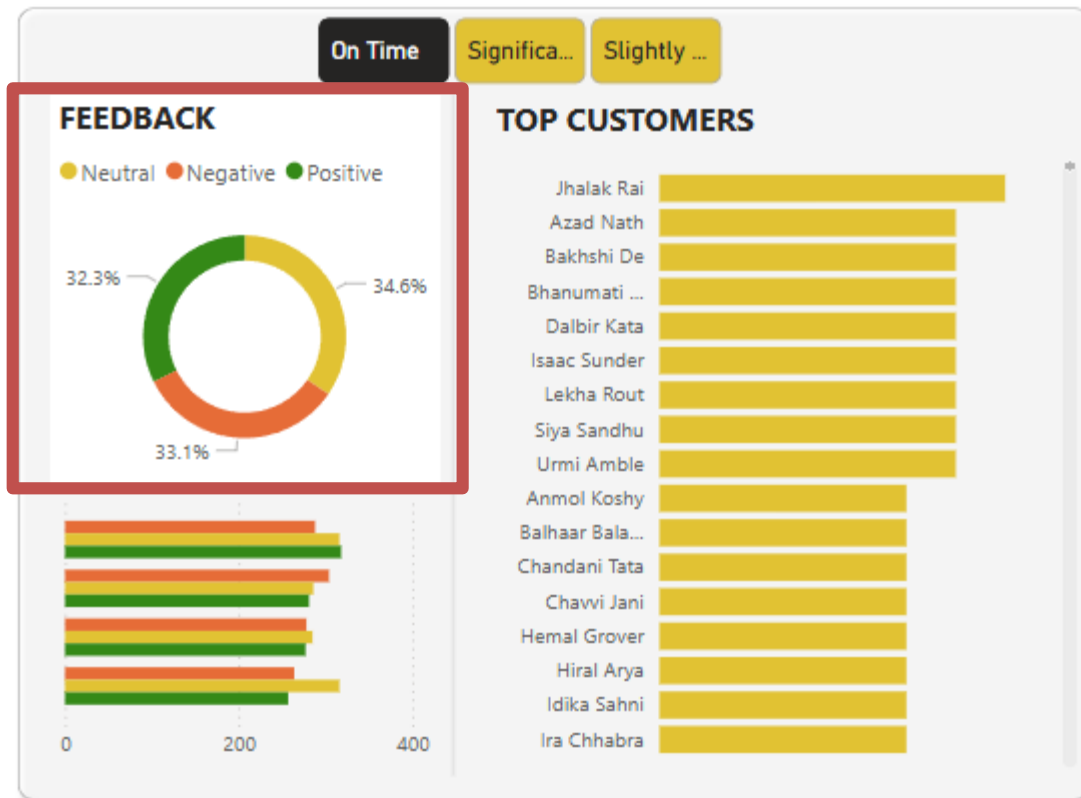 On Time
Significa...
Slightly ...
FEEDBACK
Neutral Negative Positive
32.3%
34.6%
33.1%
0 200 400
TOP CUSTOMERS
Jhalak Rai
Azad Nath
Bakhshi De
Bhanumati ...
Dalbir Kata
Isaac Sunder
Lekha Rout
Siya Sandhu
Urmi Amble
Anmol Koshy
Balhaar Bala...
Chandani Tata
Chavvi Jani
Hemal Grover
Hiral Arya
Idika Sahni
Ira Chhabra